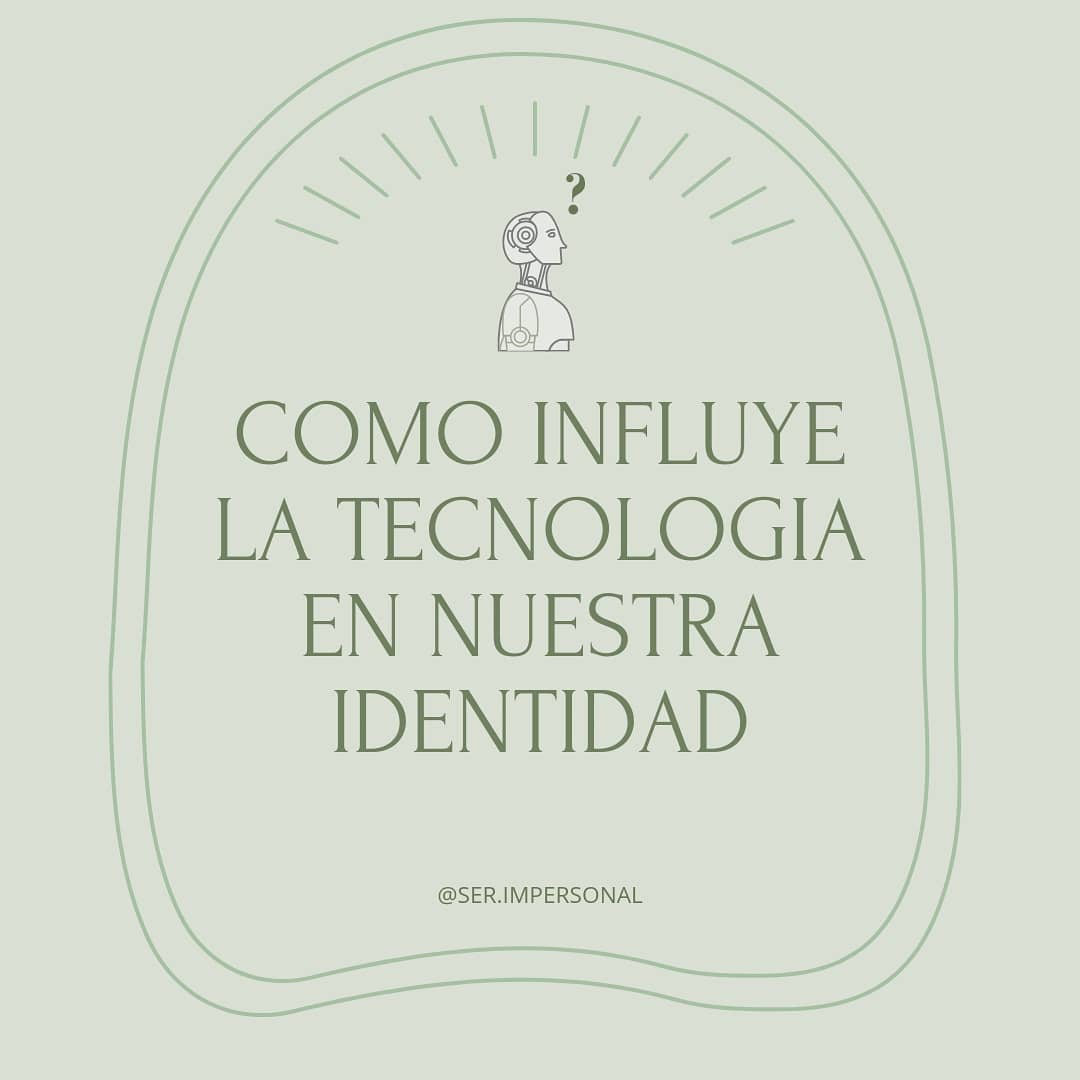 ?
COMO INFLUYE
LA TECNOLOGIA
EN NUESTRA
IDENTIDAD
@SER.IMPERSONAL